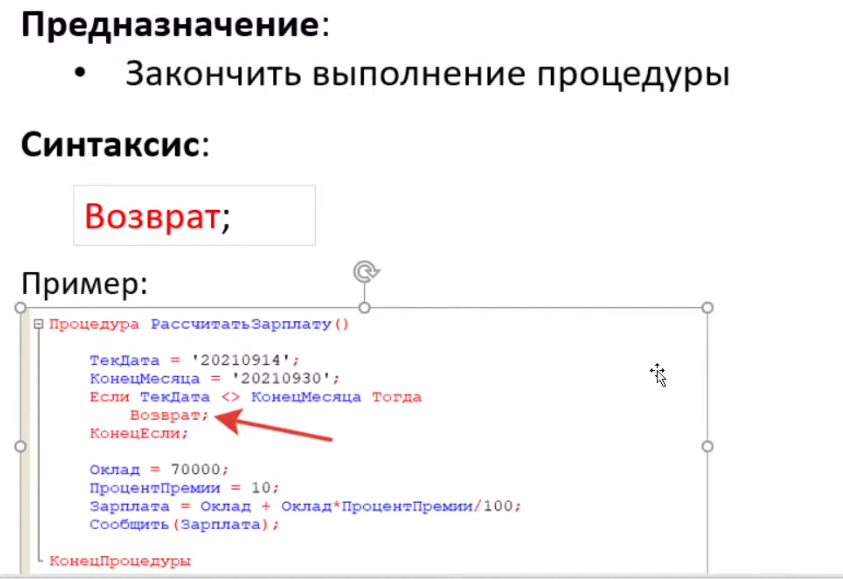 Предназначение:
• Закончить выполнение процедуры
Синтаксис:
Возврат;
Пример:
Процедура РассчитатьЗарплату()
ТекДата = '20210914';
КонецМесяца = '20210930';
Если ТекДата <> КонецМесяца Тогда
Возврат;
КонецЕсли;
Оклад = 70000;
ПроцентПремии = 10;
Зарплата = Оклад + Оклад*ПроцентПремии/100;
Сообщить(Зарплата);
КонецПроцедуры